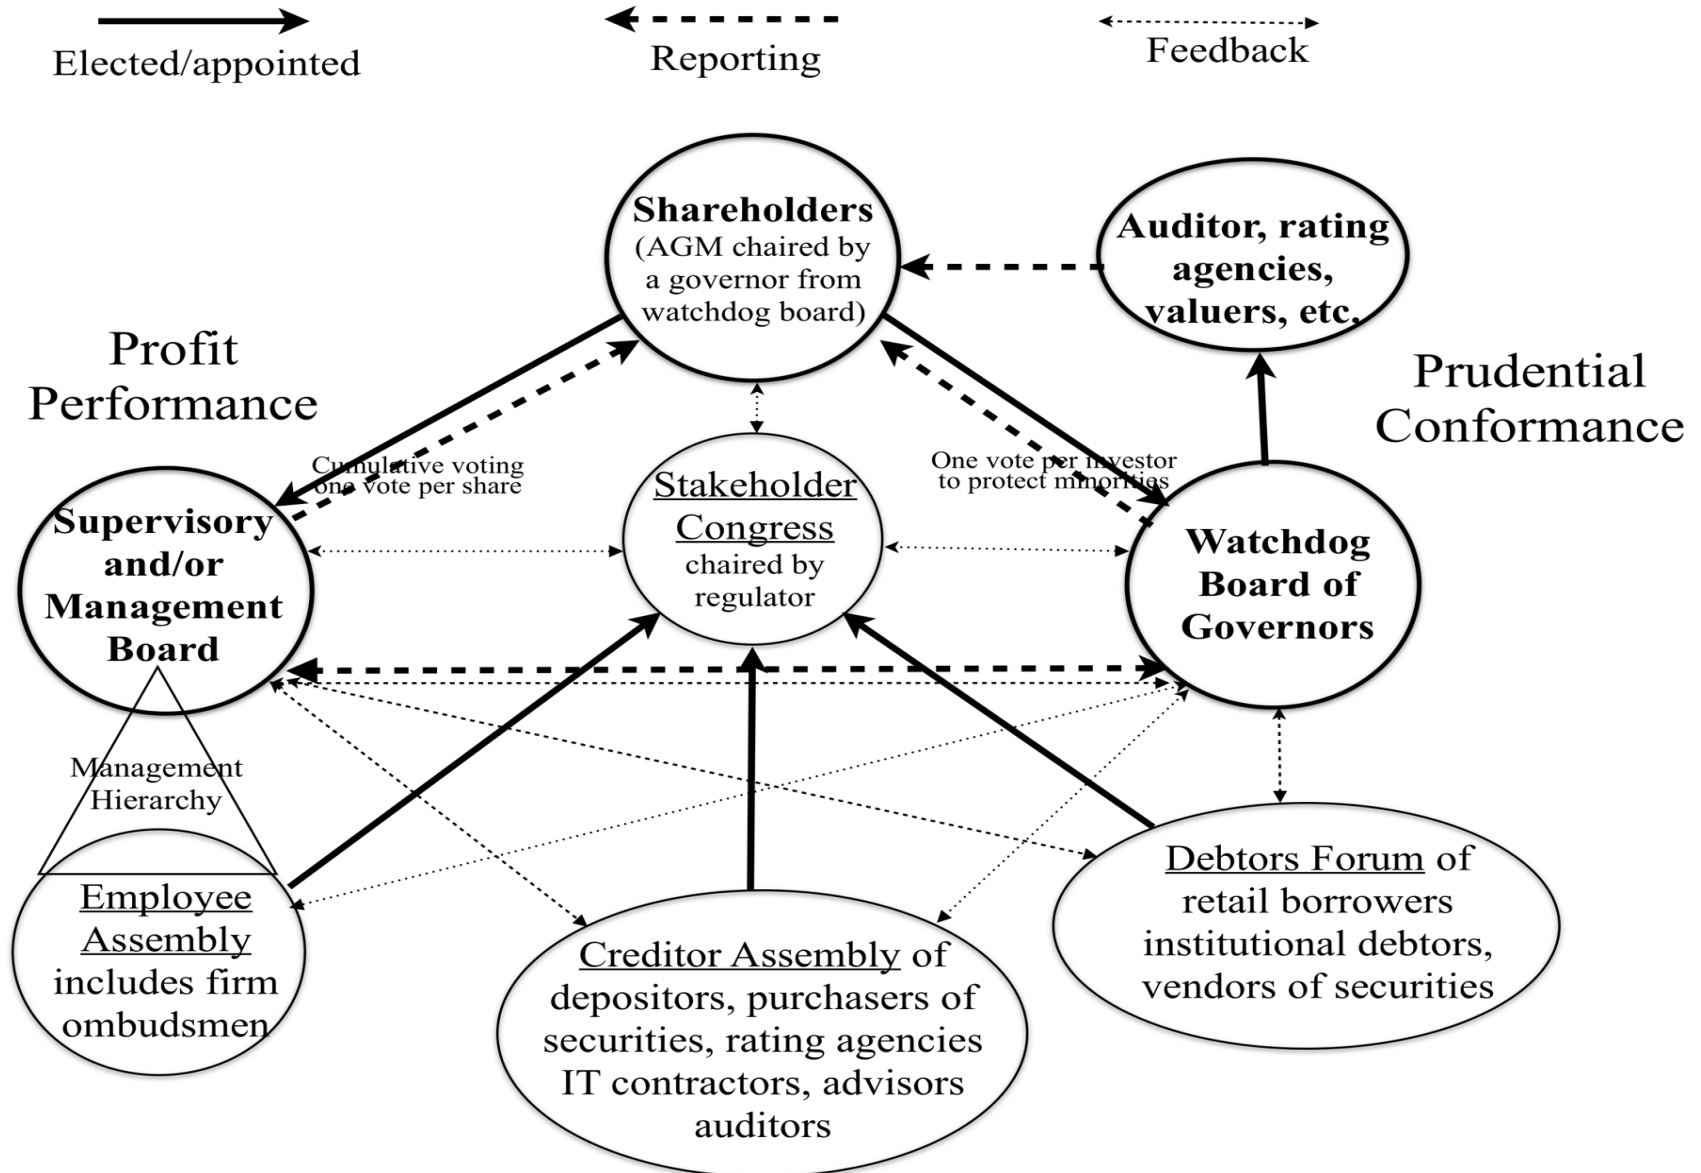 Elected/appointed
Reporting
Feedback
Shareholders
(AGM chaired by
a governor from
watchdog board)
Auditor, rating
agencies,
valuers, etc.
Profit
Performance
Prudential
Conformance
Cumulative voting
one vote per share
One vote per investor
to protect minorities
Stakeholder
Congress
chaired by
regulator
Supervisory
and/or
Management
Board
Watchdog
Board of
Governors
Management
Hierarchy
Employee
Assembly
includes firm
ombudsmen
Creditor Assembly of
depositors, purchasers of
securities, rating agencies
IT contractors, advisors
auditors
Debtors Forum of
retail borrowers
institutional debtors,
vendors of securities